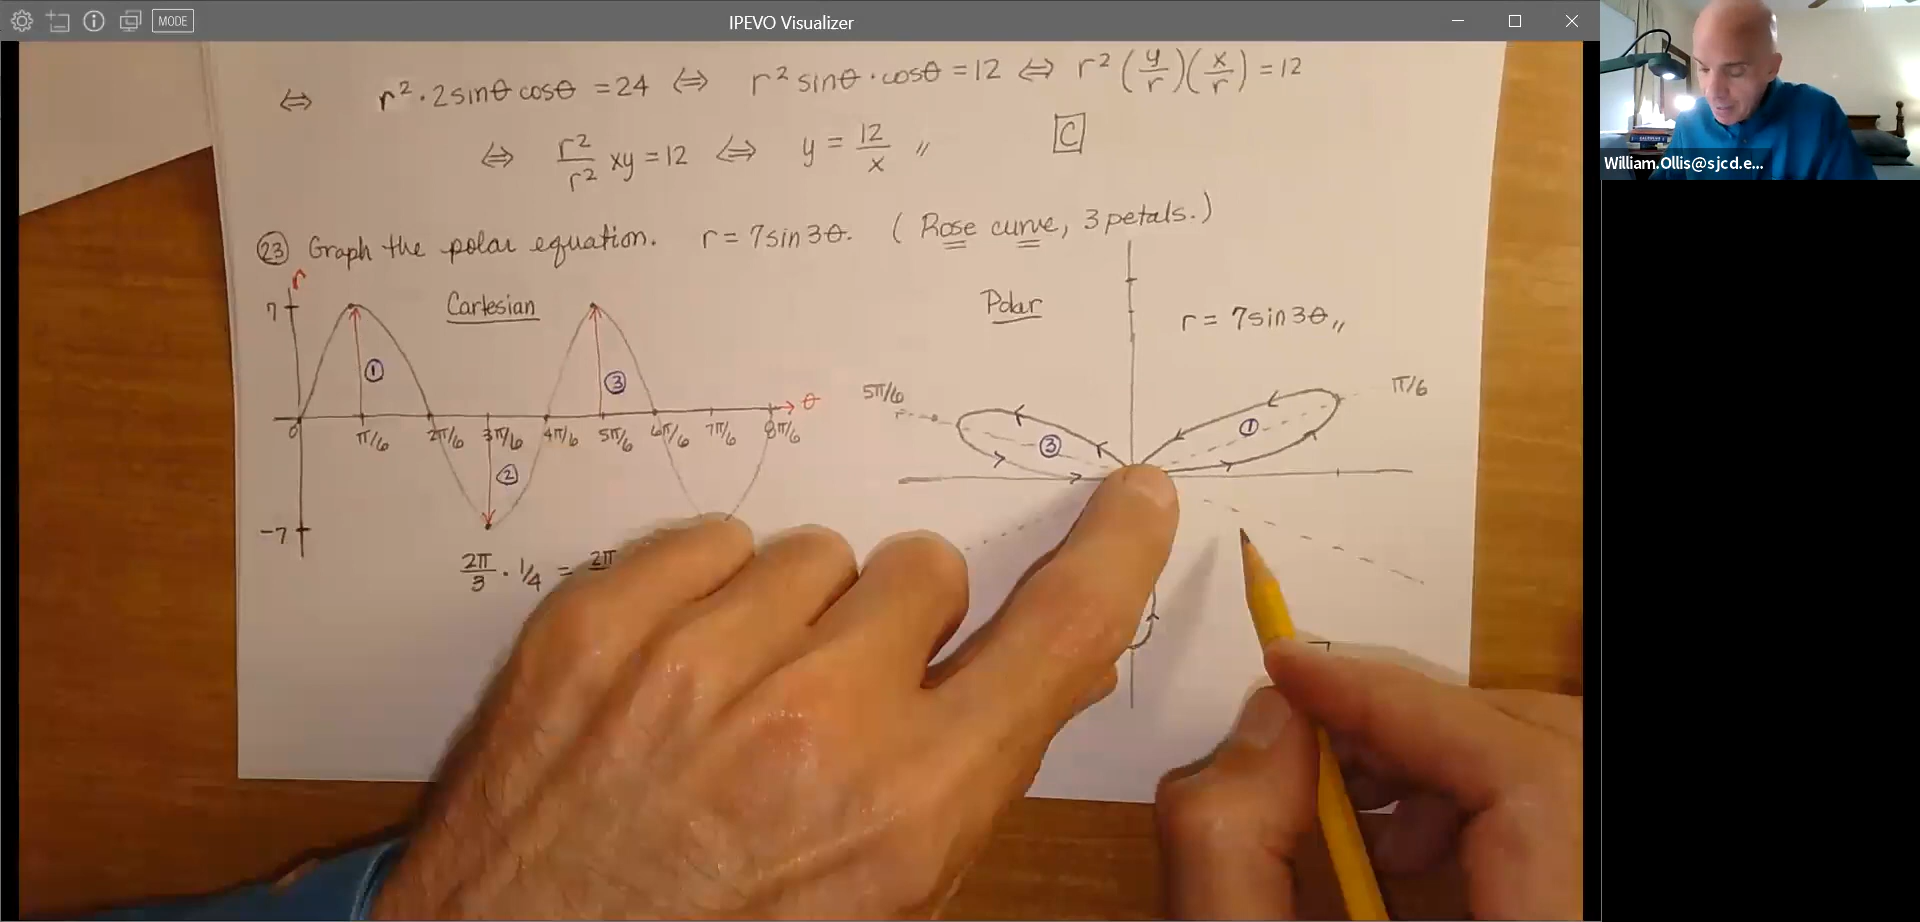 MODE
IPEVO Visualizer
William.Ollis@sjcd.e...
⇔ r² · 2sinθ cosθ = 24 ⇔ r² sinθ · cosθ = 12 ⇔ r² (y/r)(x/r) = 12
⇔ r²/r² xy = 12 ⇔ y = 12/x //
C
23 Graph the polar equation. r = 7sin3θ. (Rose curve, 3 petals.)
r
7
Cartesian
Polar
r = 7sin3θ //
1
3
θ
5π/6
π/6
0
π/6
2π/6
3π/6
4π/6
5π/6
6π/6
7π/6
8π/6
3
1
2
-7
2π/3 · 1/4 = 2π